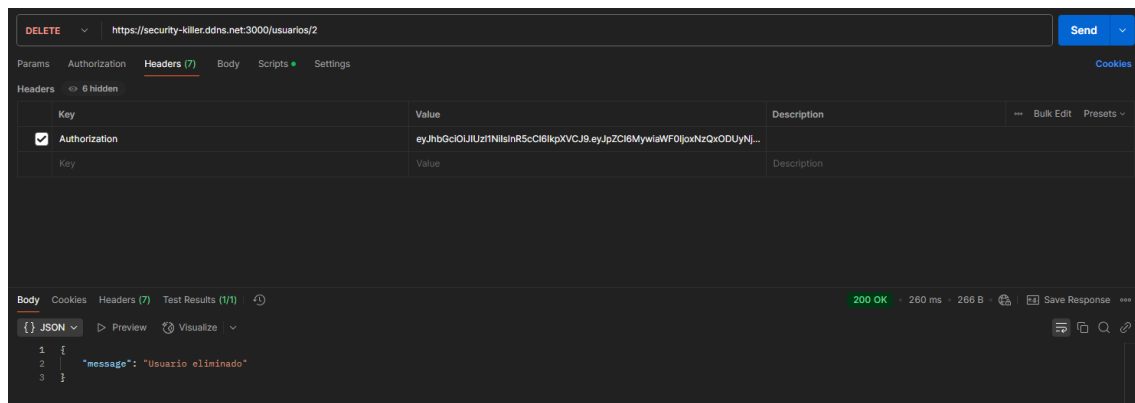 DELETE https://security-killer.ddns.net:3000/usuarios/2 Send
Params Authorization Headers (7) Body Scripts Settings Cookies
Headers 6 hidden
Key Value Description Bulk Edit Presets
Authorization eyJhbGciOiJIUzI1NiIsInR5cCI6IkpXVCJ9.eyJpZCI6MywiaWF0IjoxNzQxODUyNj...
Key Value Description
Body Cookies Headers (7) Test Results (1/1) 200 OK 260 ms 266 B Save Response
{} JSON Preview Visualize
1 {
2 "message": "Usuario eliminado"
3 }